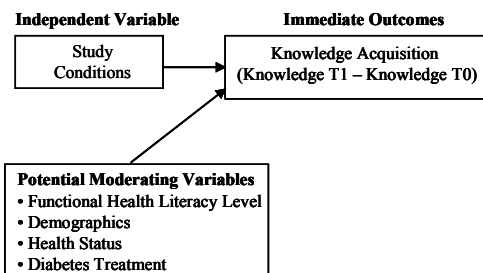 Independent Variable
Immediate Outcomes
Study
Conditions
Knowledge Acquisition
(Knowledge T1 – Knowledge T0)
Potential Moderating Variables
• Functional Health Literacy Level
• Demographics
• Health Status
• Diabetes Treatment